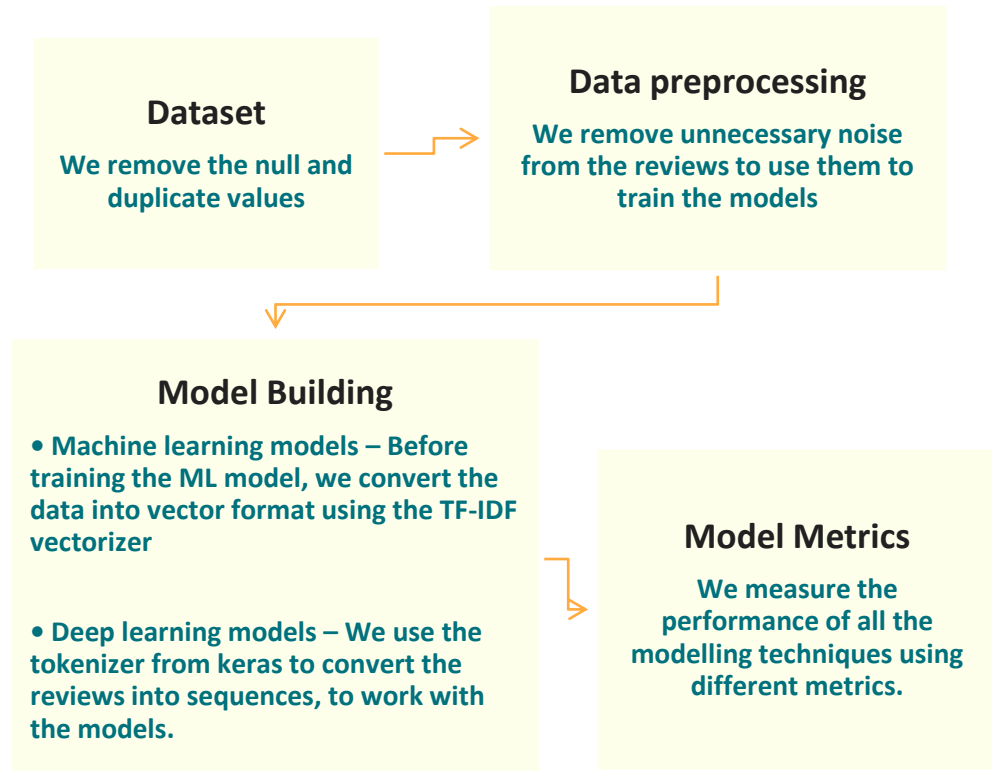 Dataset
We remove the null and
duplicate values
Data preprocessing
We remove unnecessary noise
from the reviews to use them to
train the models
Model Building
• Machine learning models – Before
training the ML model, we convert the
data into vector format using the TF-IDF
vectorizer
• Deep learning models – We use the
tokenizer from keras to convert the
reviews into sequences, to work with
the models.
Model Metrics
We measure the
performance of all the
modelling techniques using
different metrics.